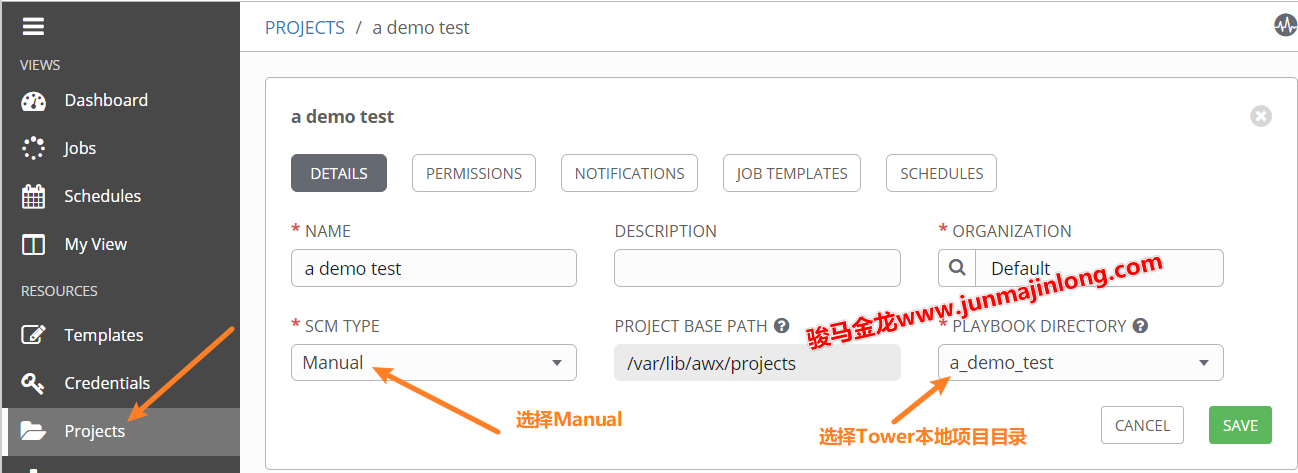 VIEWS
Dashboard
Jobs
Schedules
My View
RESOURCES
Templates
Credentials
Projects
PROJECTS / a demo test
a demo test
DETAILS
PERMISSIONS
NOTIFICATIONS
JOB TEMPLATES
SCHEDULES
* NAME
a demo test
DESCRIPTION
* ORGANIZATION
Default
* SCM TYPE
Manual
PROJECT BASE PATH ?
/var/lib/awx/projects
* PLAYBOOK DIRECTORY ?
a_demo_test
骏马金龙www.junmajinlong.com
选择Manual
选择Tower本地项目目录
CANCEL
SAVE